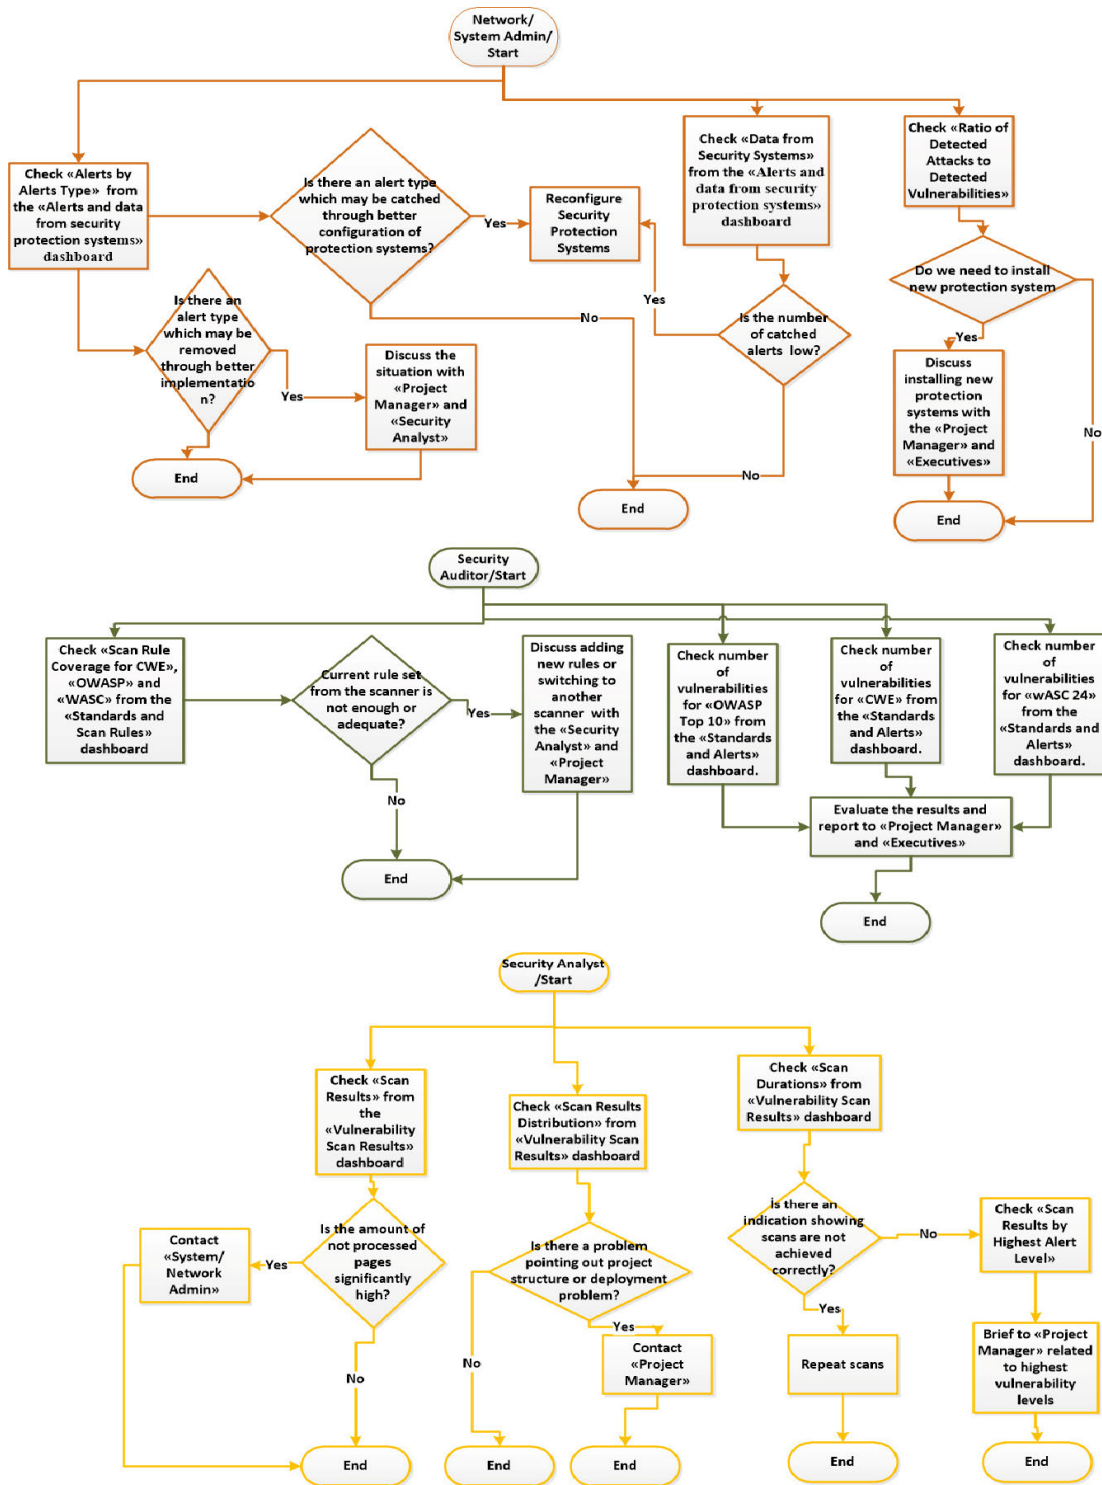 Network/
System Admin/
Start
Check «Alerts by
Alerts Type» from
the «Alerts and data
from security
protection systems»
dashboard
Is there an alert type
which may be catched
through better
configuration of
protection systems?
Yes
Reconfigure
Security
Protection
Systems
Check «Data from
Security Systems»
from the «Alerts and
data from security
protection systems»
dashboard
Check «Ratio of
Detected
Attacks to
Detected
Vulnerabilities»
Is there an
alert type
which may be
removed
through better
implementatio
n?
Yes
Discuss the
situation with
«Project
Manager» and
«Security
Analyst»
End
No
Yes
Is the number
of catched
alerts low?
No
End
Do we need to install
new protection system
Yes
Discuss
installing new
protection
systems with
the «Project
Manager» and
«Executives»
No
End
Security
Auditor/Start
Check «Scan Rule
Coverage for CWE»,
«OWASP» and
«WASC» from the
«Standards and
Scan Rules»
dashboard
Current rule set
from the scanner is
not enough or
adequate?
Yes
Discuss adding
new rules or
switching to
another
scanner with
the «Security
Analyst» and
«Project
Manager»
No
End
Check number
of
vulnerabilities
for «OWASP
Top 10» from
the «Standards
and Alerts»
dashboard.
Check number
of
vulnerabilities
for «CWE» from
the «Standards
and Alerts»
dashboard.
Check number
of
vulnerabilities
for «wASC 24»
from the
«Standards and
Alerts»
dashboard.
Evaluate the results and
report to «Project Manager»
and «Executives»
End
Security Analyst
/Start
Check «Scan
Results» from
the
«Vulnerability
Scan Results»
dashboard
Check «Scan Results
Distribution» from
«Vulnerability Scan
Results» dashboard
Check «Scan
Durations» from
«Vulnerability Scan
Results» dashboard
Contact
«System/
Network
Admin»
Yes
Is the amount of
not processed
pages
significantly
high?
No
End
Is there a problem
pointing out project
structure or deployment
problem?
No
Yes
Contact
«Project
Manager»
End
End
is there an
indication showing
scans are not
achieved
correctly?
No
Check «Scan
Results by
Highest Alert
Level»
Yes
Repeat scans
Brief to «Project
Manager» related
to highest
vulnerability
levels
End
End